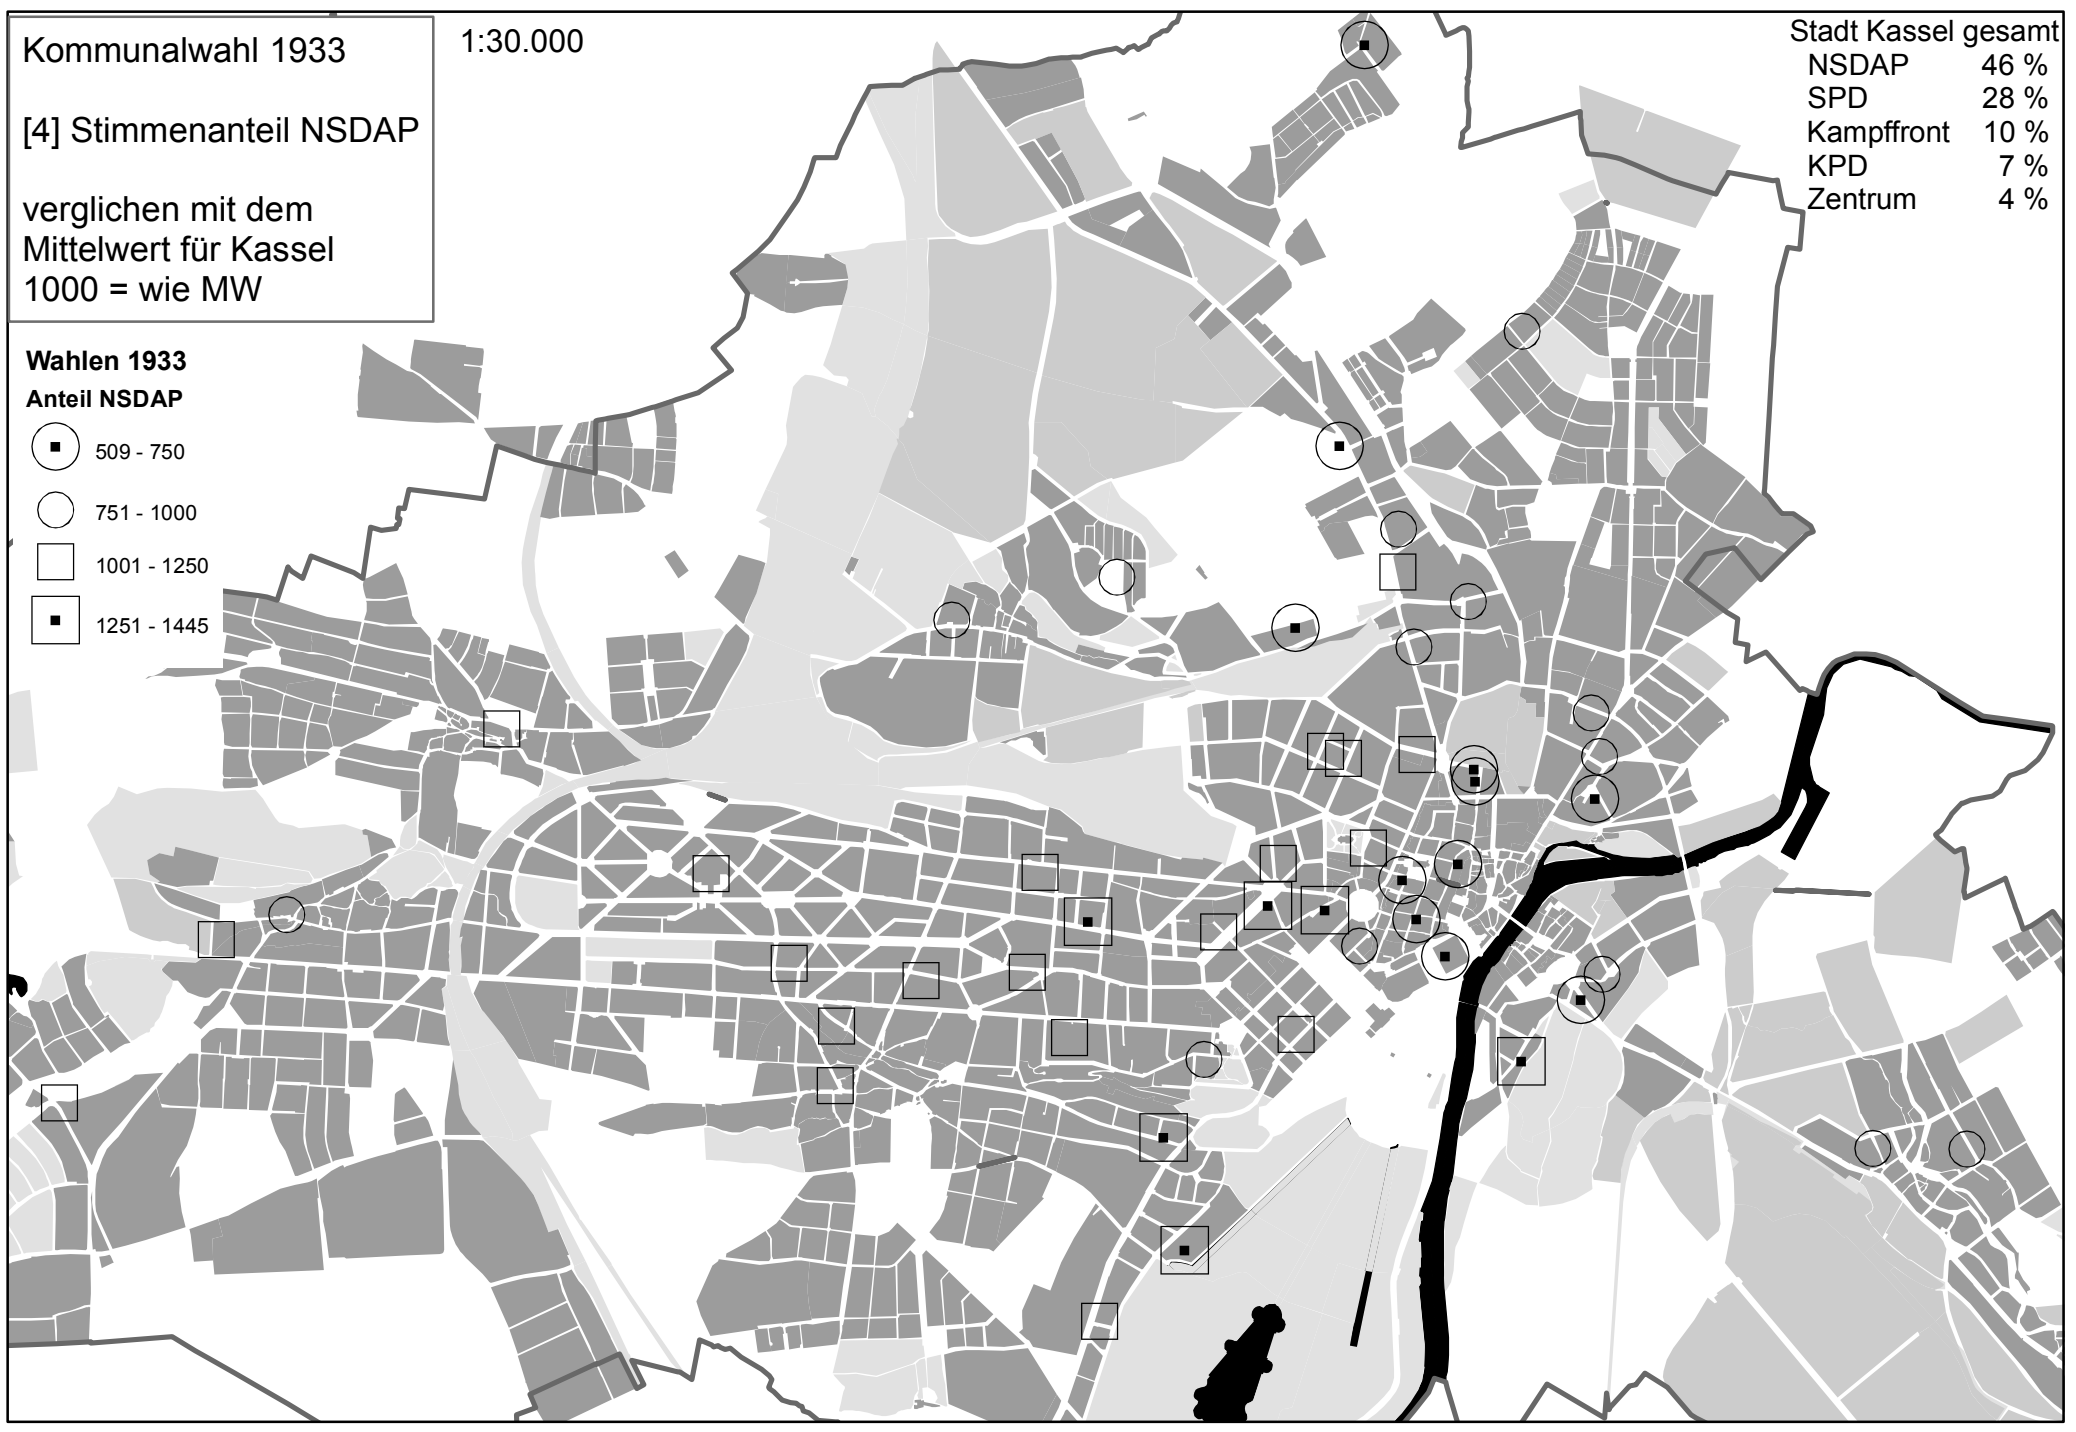 Kommunalwahl 1933
[4] Stimmenanteil NSDAP
verglichen mit dem
Mittelwert für Kassel
1000 = wie MW
1:30.000
Stadt Kassel gesamt
NSDAP 46 %
SPD 28 %
Kampffront 10 %
KPD 7 %
Zentrum 4 %
Wahlen 1933
Anteil NSDAP
509 - 750
751 - 1000
1001 - 1250
1251 - 1445